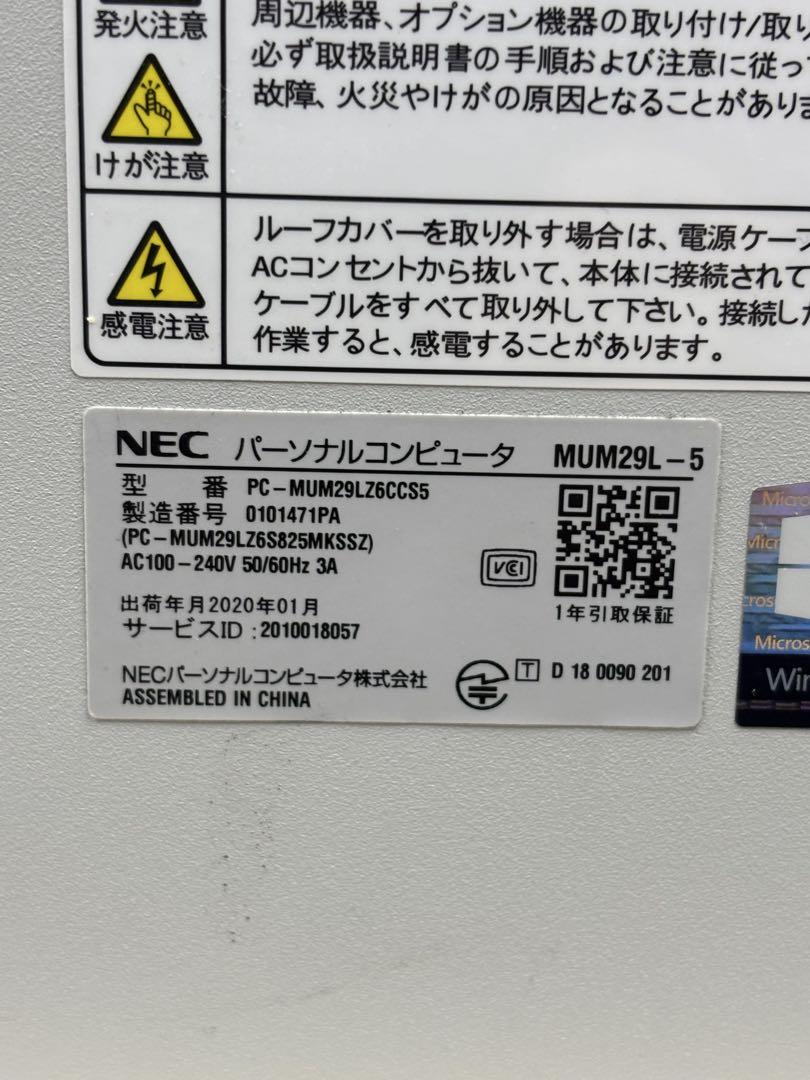 発火注意
周辺機器、オプション機器の取り付け/取り
必ず取扱説明書の手順および注意に従っ
故障、火災やけがの原因となることがありま
けが注意
ルーフカバーを取り外す場合は、電源ケーブ
ACコンセントから抜いて、本体に接続されて
ケーブルをすべて取り外して下さい。接続した
作業すると、感電することがあります。
感電注意
NEC パーソナルコンピュータ MUM29L-5
型 番 PC-MUM29LZ6CCS5
製造番号 0101471PA
(PC-MUM29LZ6S825MKSSZ)
AC100-240V 50/60Hz 3A
VCCI
1年引取保証
出荷年月2020年01月
サービスID:2010018057
NECパーソナルコンピュータ株式会社
T D 18 0090 201
ASSEMBLED IN CHINA
Micros
Micros
Win